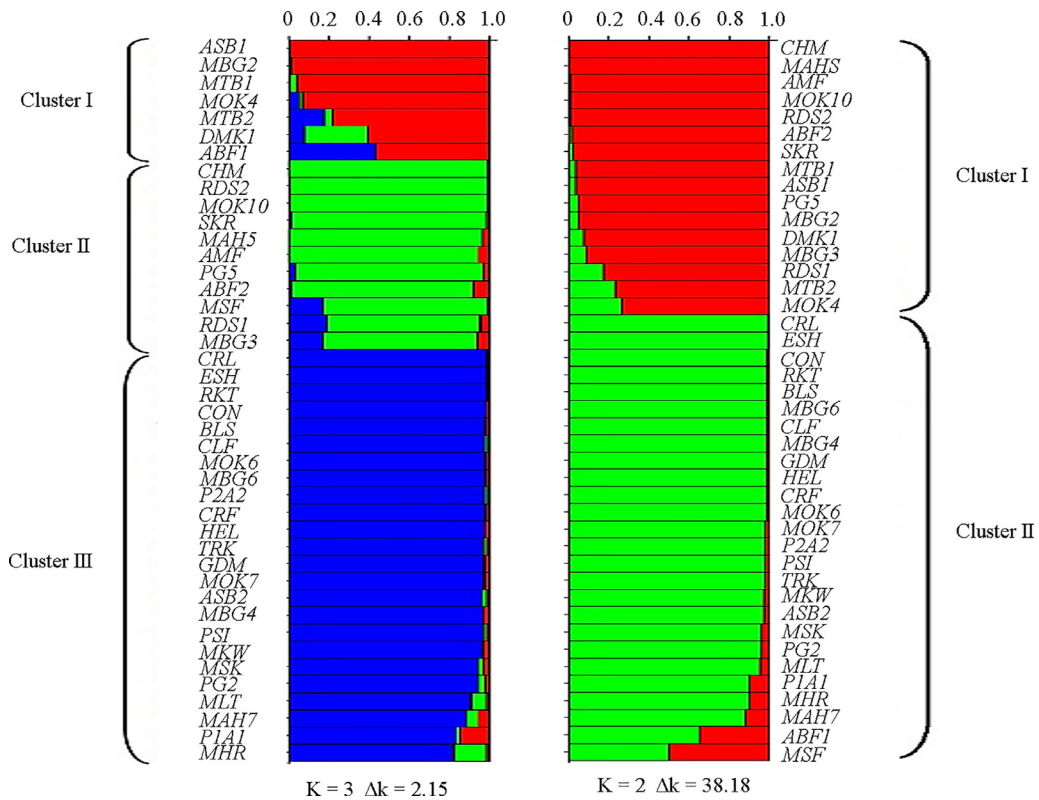 0 0.2 0.4 0.6 0.8 1.0
0 0.2 0.4 0.6 0.8 1.0
Cluster I
ASB1
MBG2
MTB1
MOK4
MTB2
DMK1
ABF1
Cluster II
CHM
RDS2
MOK10
SKR
MAH5
AMF
PG5
ABF2
MSF
RDS1
MBG3
Cluster III
CRL
ESH
RKT
CON
BLS
CLF
MOK6
MBG6
P2A2
CRF
HEL
TRK
GDM
MOK7
ASB2
MBG4
PSI
MKW
MSK
PG2
MLT
MAH7
P1A1
MHR
K = 3 Δk = 2.15
CHM
MAHS
AMF
MOK10
RDS2
ABF2
SKR
MTB1
ASB1
PG5
MBG2
DMK1
MBG3
RDS1
MTB2
MOK4
Cluster I
CRL
ESH
CON
RKT
BLS
MBG6
CLF
MBG4
GDM
HEL
CRF
MOK6
MOK7
P2A2
PSI
TRK
MKW
ASB2
MSK
PG2
MLT
P1A1
MHR
MAH7
ABF1
MSF
Cluster II
K = 2 Δk = 38.18